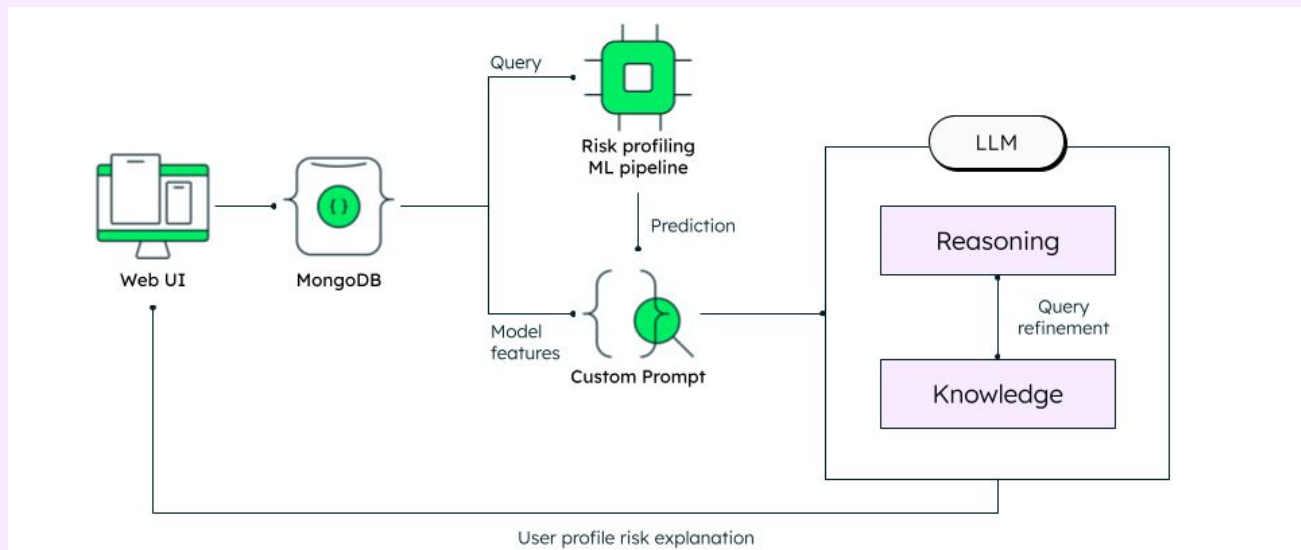 Query
Risk profiling
ML pipeline
LLM
Reasoning
Prediction
{ }
Web UI
MongoDB
Query
refinement
Model
features
Custom Prompt
Knowledge
User profile risk explanation